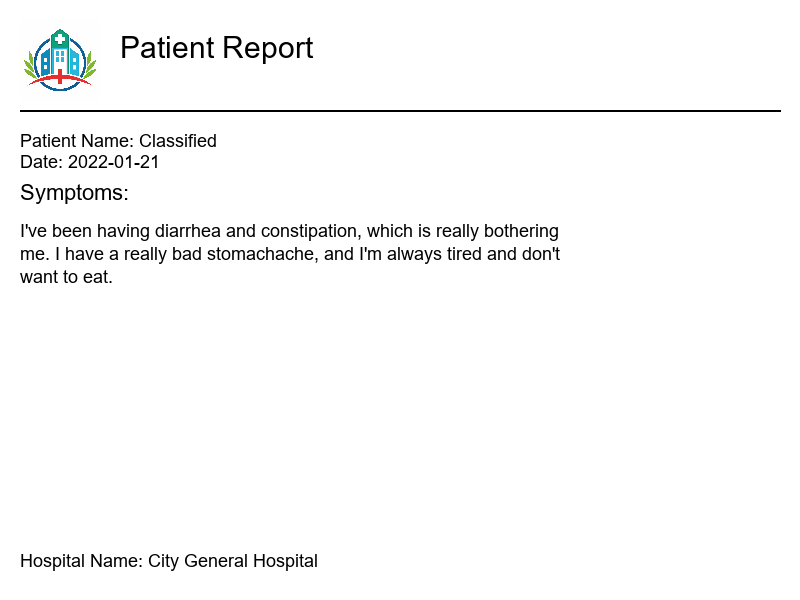 Patient Report
Patient Name: Classified
Date: 2022-01-21
Symptoms:
I've been having diarrhea and constipation, which is really bothering
me. I have a really bad stomachache, and I'm always tired and don't
want to eat.
Hospital Name: City General Hospital